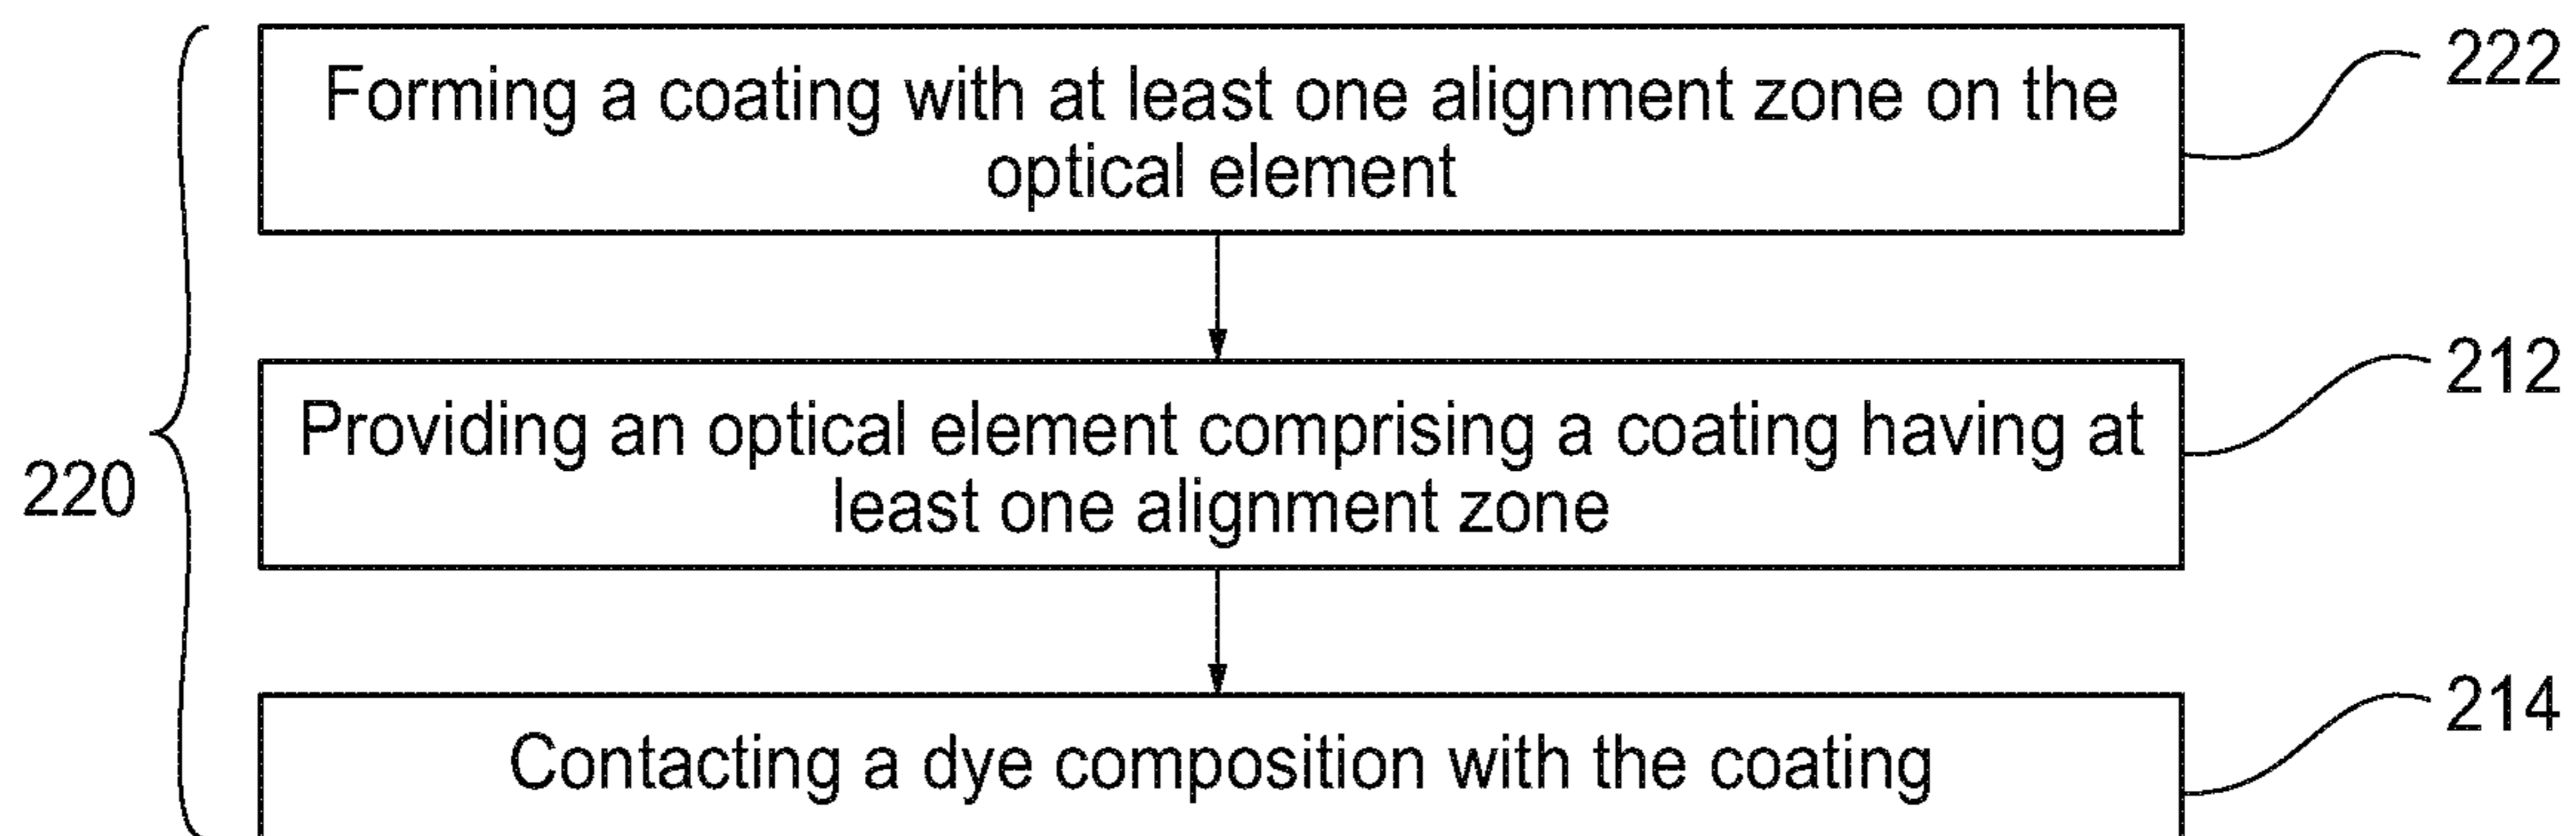 Forming a coating with at least one alignment zone on the
optical element
222
Providing an optical element comprising a coating having at
least one alignment zone
212
220
Contacting a dye composition with the coating
214